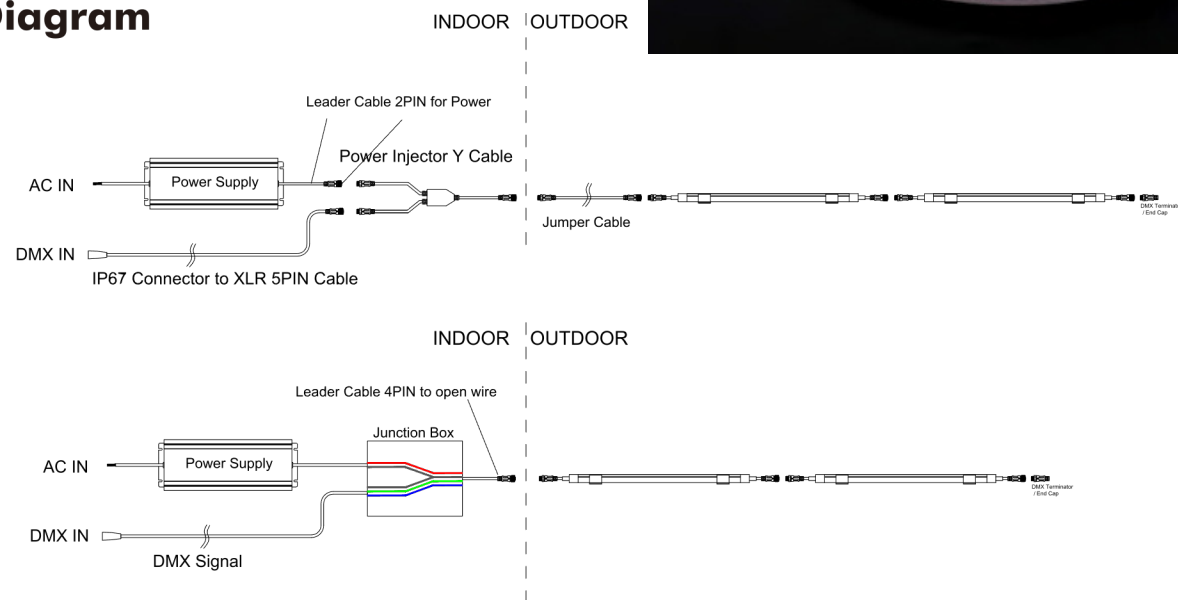 Diagram
INDOOR OUTDOOR
Leader Cable 2PIN for Power
Power Injector Y Cable
AC IN
Power Supply
DMX Terminat
/ End Cap
Jumper Cable
DMX IN
IP67 Connector to XLR 5PIN Cable
INDOOR OUTDOOR
Leader Cable 4PIN to open wire
Junction Box
AC IN
Power Supply
DMX Terminator
/ End Cap
DMX IN
DMX Signal